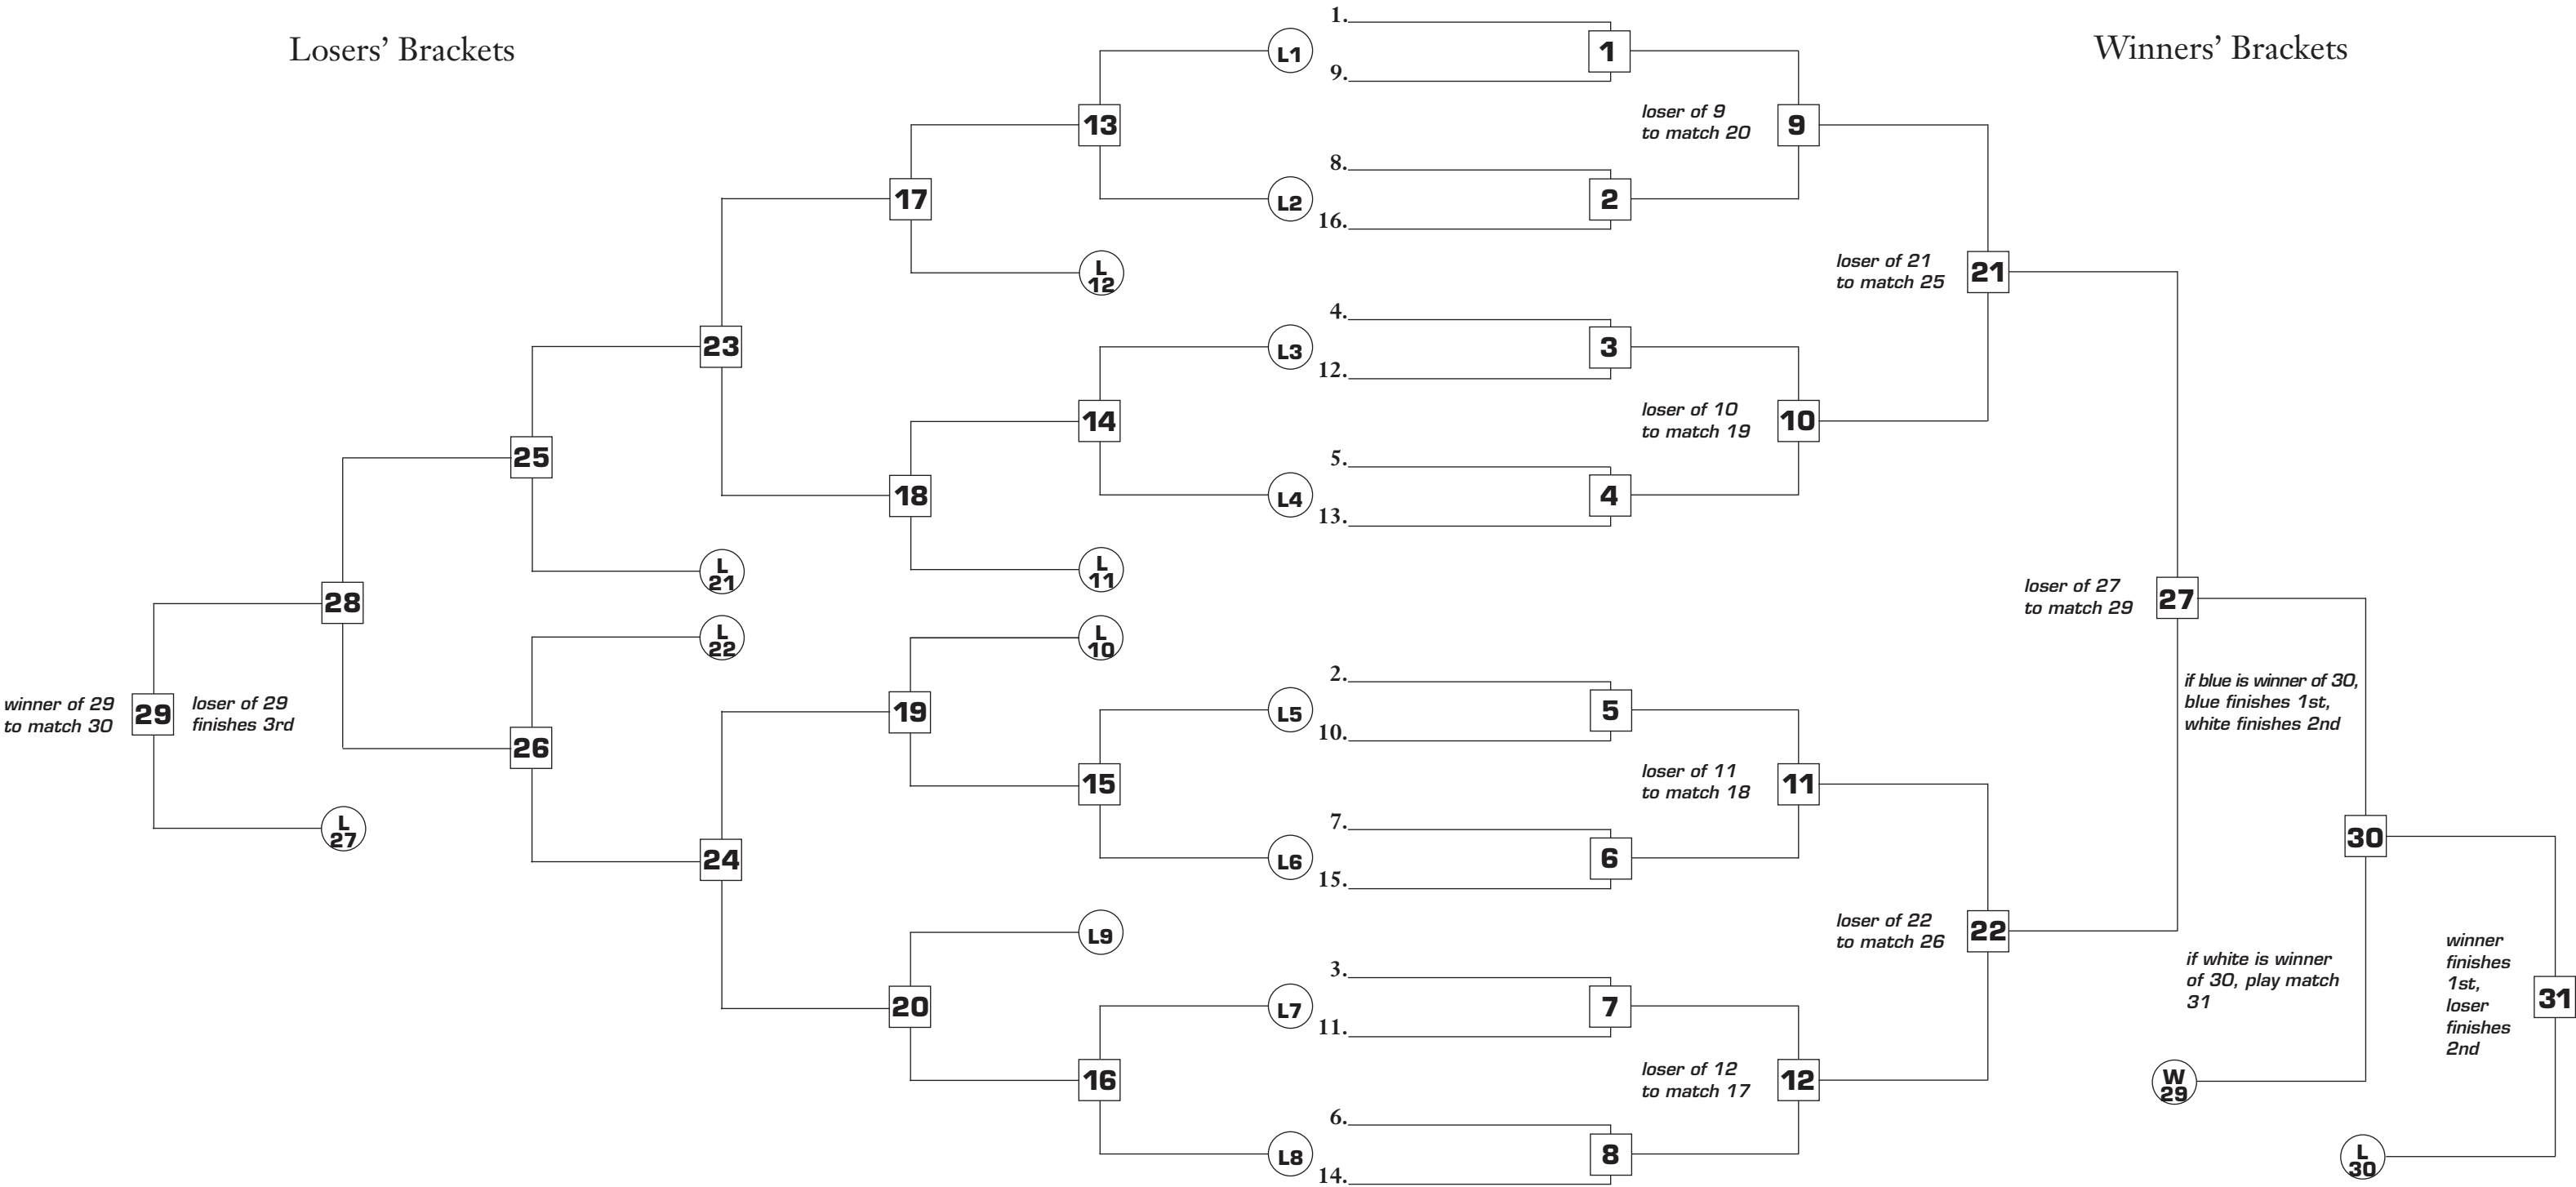 Losers’ Brackets
Winners’ Brackets
1.
L1
1
9.
13
loser of 9
to match 20
9
8.
17
L2
2
16.
L
12
loser of 21
to match 25
21
4.
23
L3
3
12.
14
loser of 10
to match 19
10
25
5.
18
L4
4
13.
L
21
L
11
28
loser of 27
to match 29
27
L
22
L
10
2.
if blue is winner of 30,
blue finishes 1st,
white finishes 2nd
winner of 29
to match 30
29
loser of 29
finishes 3rd
19
L5
5
10.
26
15
loser of 11
to match 18
11
L
27
7.
30
24
L6
6
15.
L9
loser of 22
to match 26
22
winner
finishes
1st,
loser
finishes
2nd
if white is winner
of 30, play match
31
3.
31
20
L7
7
11.
16
loser of 12
to match 17
12
W
29
6.
L8
8
14.
L
30